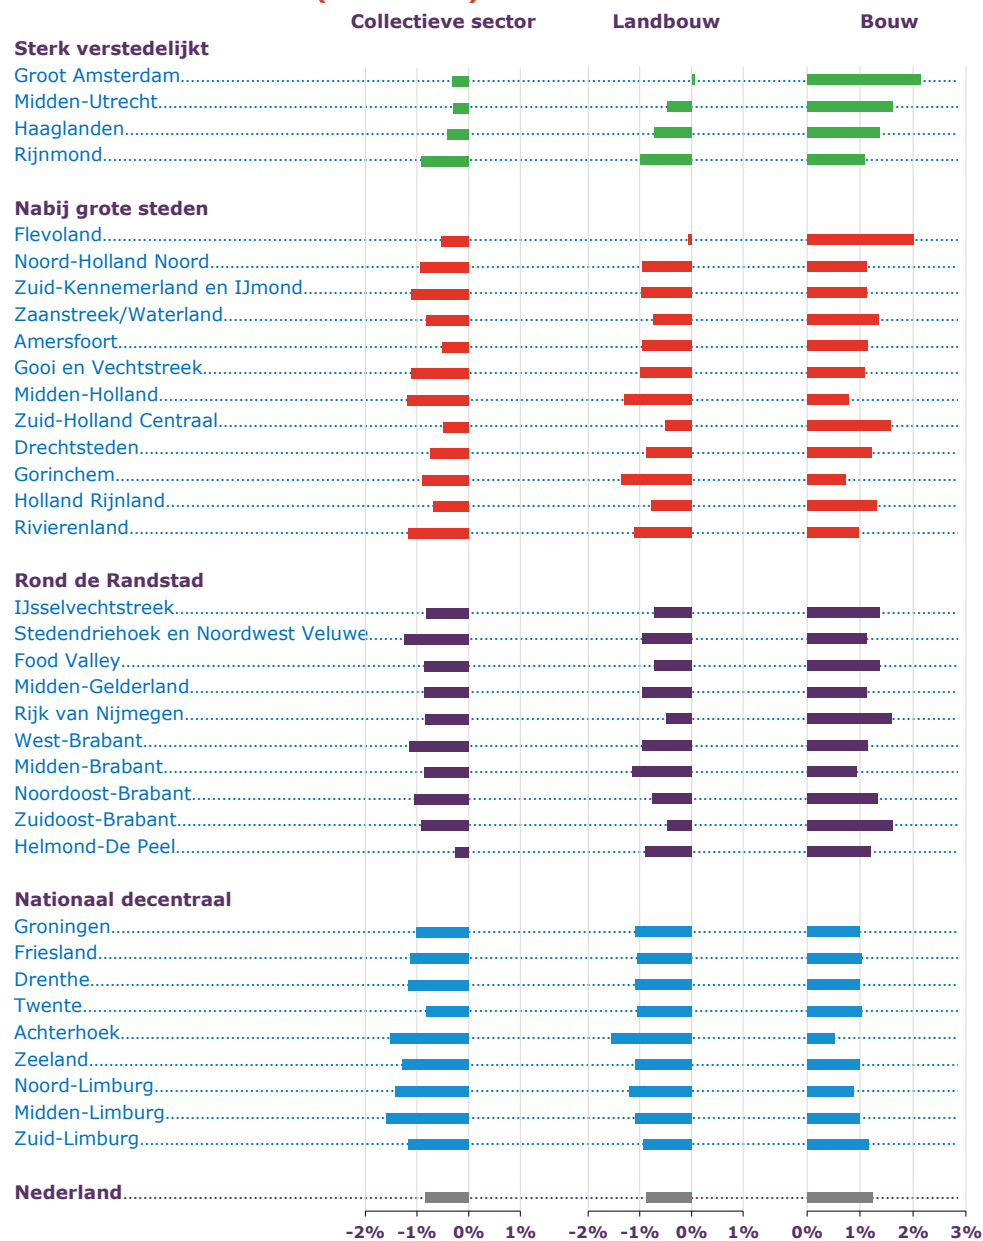 Collectieve sector Landbouw Bouw
Sterk verstedelijkt
Groot Amsterdam
Midden-Utrecht
Haaglanden
Rijnmond
Nabij grote steden
Flevoland
Noord-Holland Noord
Zuid-Kennemerland en IJmond
Zaanstreek/Waterland
Amersfoort
Gooi en Vechtstreek
Midden-Holland
Zuid-Holland Centraal
Drechtsteden
Gorinchem
Holland Rijnland
Rivierenland
Rond de Randstad
IJsselvechtstreek
Stedendriehoek en Noordwest Veluwe
Food Valley
Midden-Gelderland
Rijk van Nijmegen
West-Brabant
Midden-Brabant
Noordoost-Brabant
Zuidoost-Brabant
Helmond-De Peel
Nationaal decentraal
Groningen
Friesland
Drenthe
Twente
Achterhoek
Zeeland
Noord-Limburg
Midden-Limburg
Zuid-Limburg
Nederland
-2% -1% 0% 1% -2% -1% 0% 1% 0% 1% 2% 3%